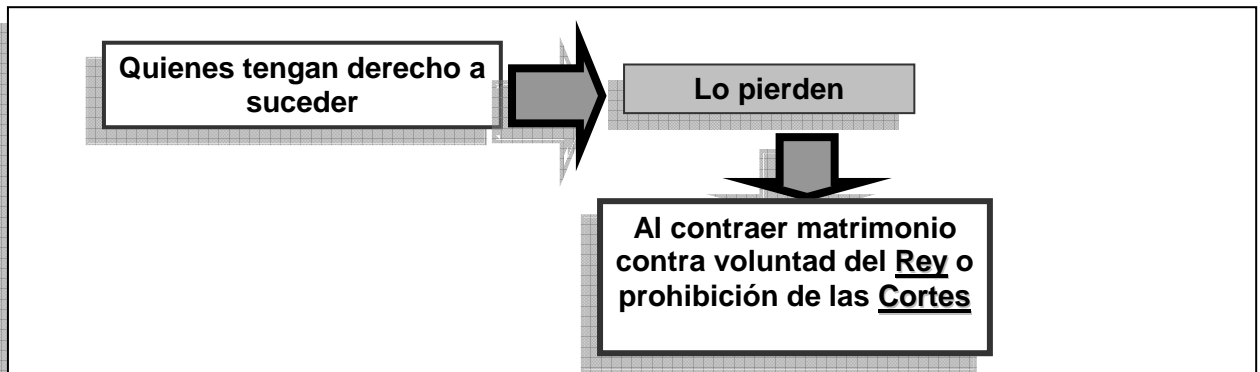 Quienes tengan derecho a
suceder
Lo pierden
Al contraer matrimonio
contra voluntad del Rey o
prohibición de las Cortes